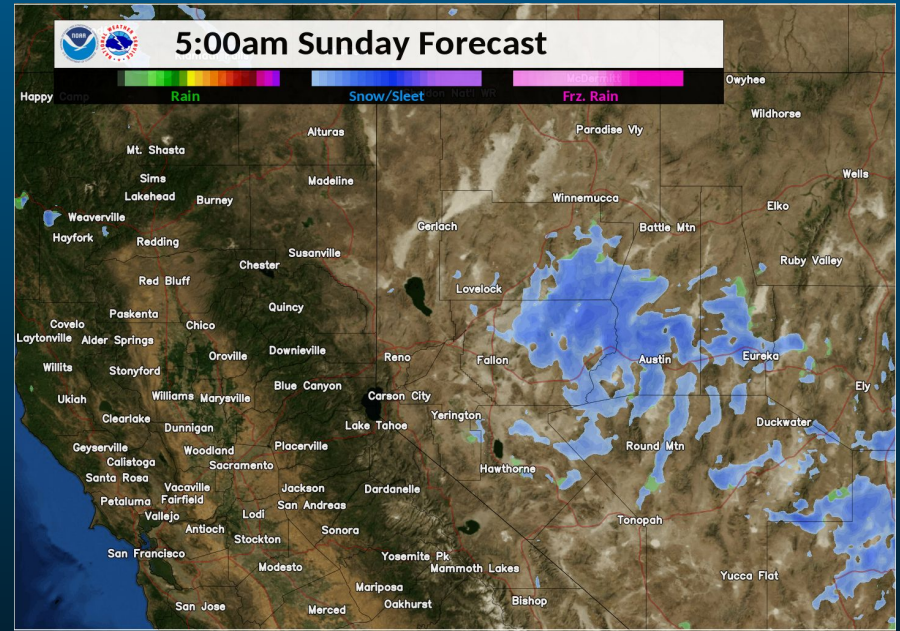 NOAA
5:00am Sunday Forecast
Rain
Snow/Sleet
Frz. Rain
McDermitt
Owyhee
Happy Camp
Wildhorse
Alturas
Paradise Vly
Mt. Shasta
Wells
Sims
Madeline
Lakehead
Burney
Winnemucca
Elko
Weaverville
Gerlach
Battle Mtn
Hayfork
Redding
Susanville
Ruby Valley
Chester
Red Bluff
Lovelock
Quincy
Paskenta
Chico
Covelo
Laytonville
Alder Springs
Downieville
Oroville
Reno
Fallon
Austin
Eureka
Willits
Stonyford
Blue Canyon
Ely
Ukiah
Williams
Marysville
Carson City
Yerington
Clearlake
Dunnigan
Lake Tahoe
Duckwater
Geyserville
Woodland
Placerville
Round Mtn
Calistoga
Sacramento
Hawthorne
Santa Rosa
Vacaville
Jackson
Dardanelle
Petaluma
Fairfield
San Andreas
Vallejo
Lodi
Tonopah
Antioch
Sonora
Stockton
San Francisco
Yosemite Pk
Modesto
Mammoth Lakes
Yucca Flat
Mariposa
San Jose
Merced
Oakhurst
Bishop